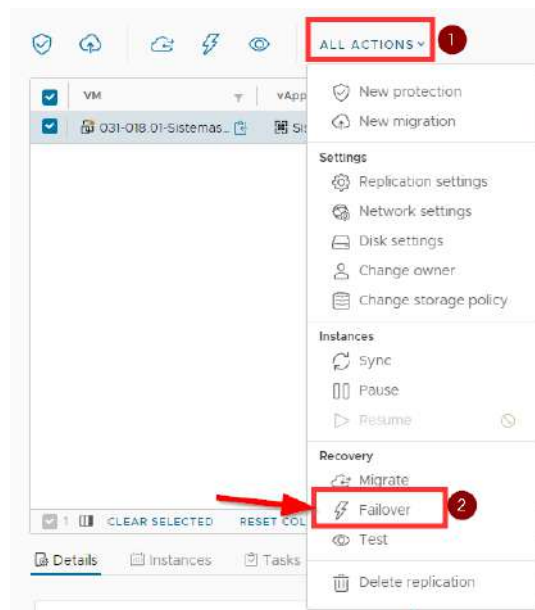 ALL ACTIONS 1
VM vApp
031-018.01-Sistemas... Sis
New protection
New migration
Settings
Replication settings
Network settings
Disk settings
Change owner
Change storage policy
Instances
Sync
Pause
Resume
Recovery
Migrate
Failover 2
Test
Delete replication
1 CLEAR SELECTED RESET COL
Details Instances Tasks